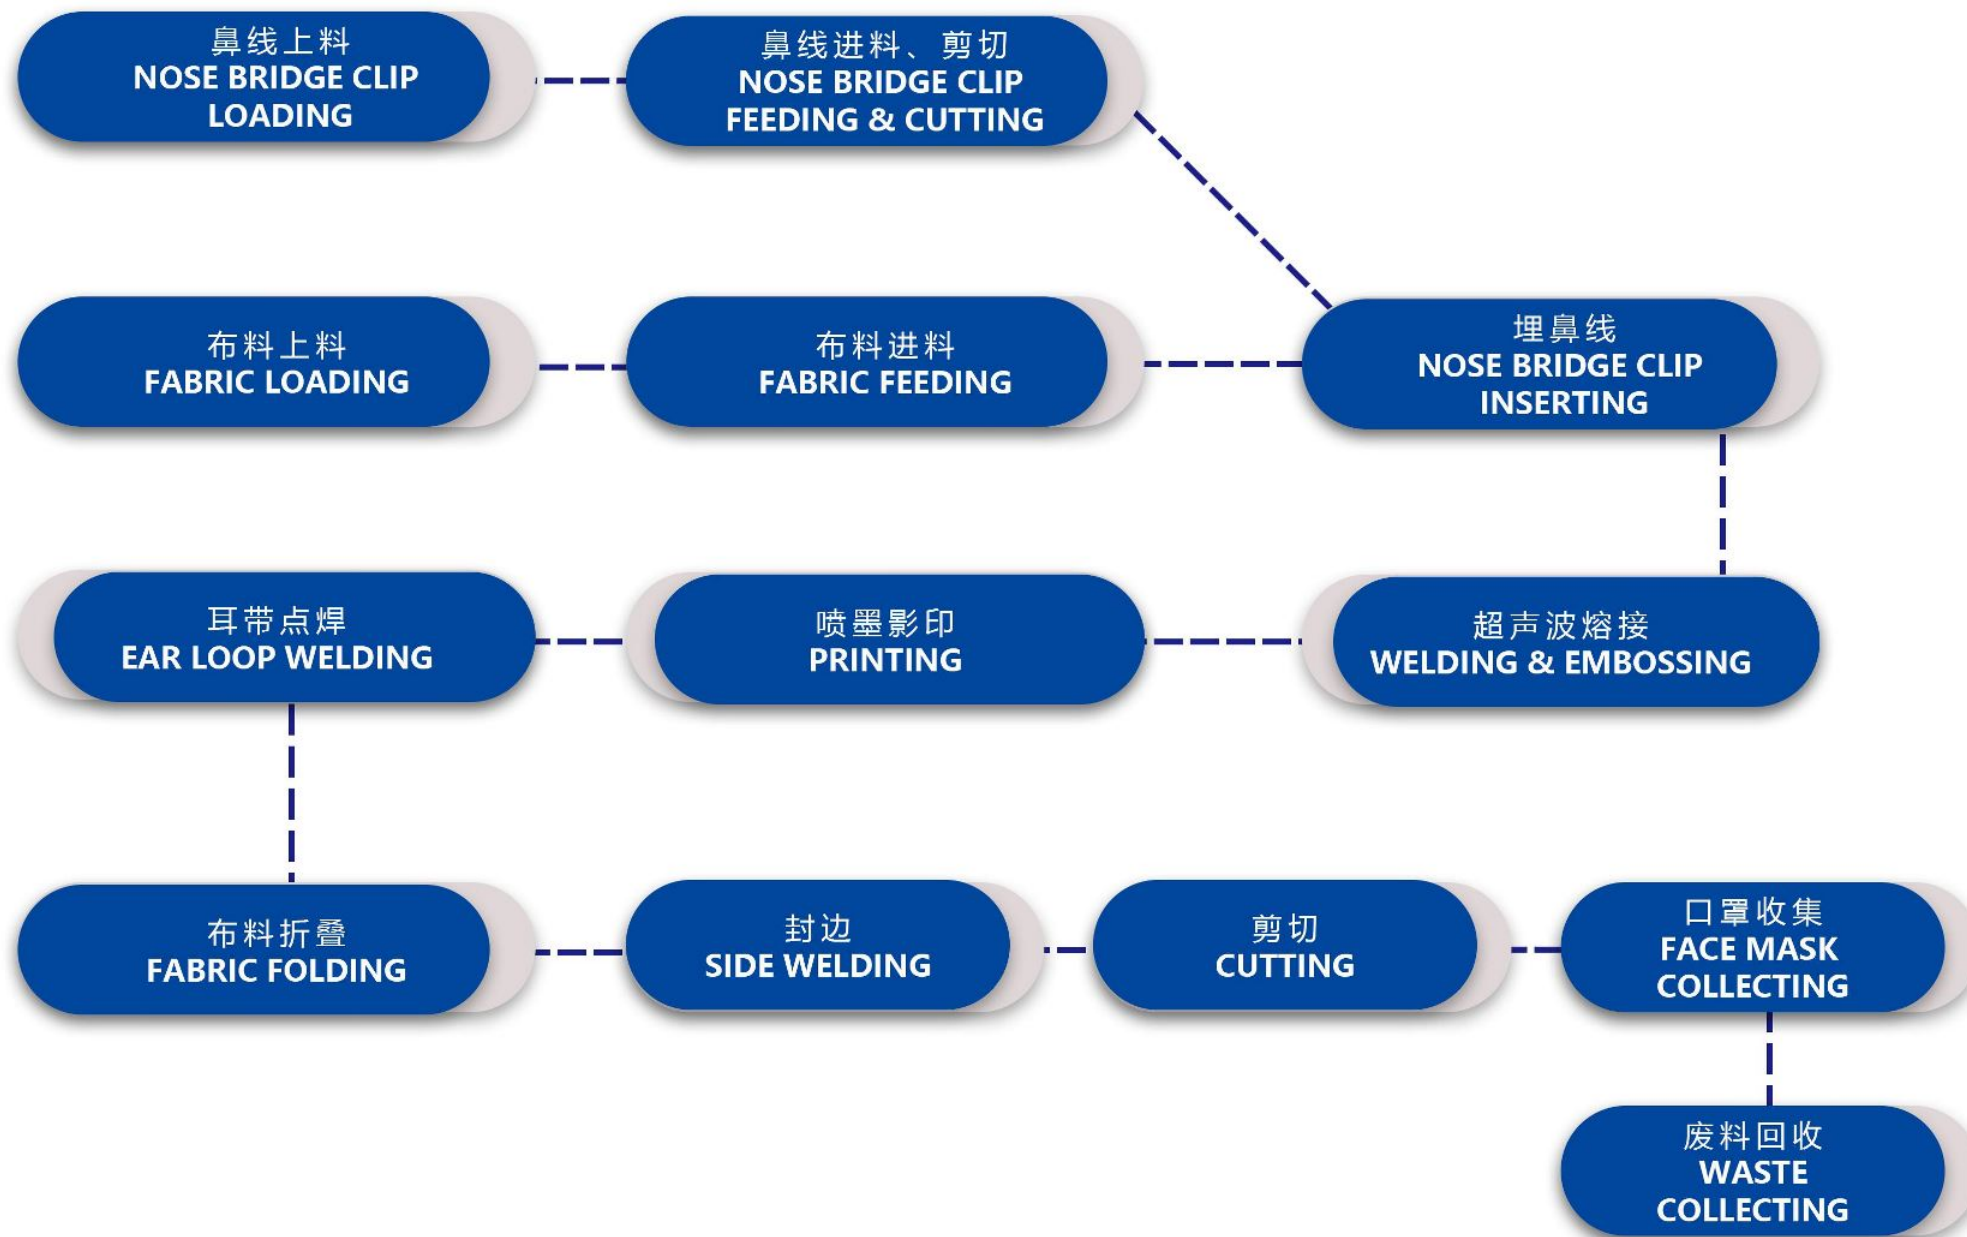 鼻线上料
NOSE BRIDGE CLIP
LOADING
鼻线进料、剪切
NOSE BRIDGE CLIP
FEEDING & CUTTING
布料上料
FABRIC LOADING
布料进料
FABRIC FEEDING
埋鼻线
NOSE BRIDGE CLIP
INSERTING
耳带点焊
EAR LOOP WELDING
喷墨影印
PRINTING
超声波熔接
WELDING & EMBOSSING
布料折叠
FABRIC FOLDING
封边
SIDE WELDING
剪切
CUTTING
口罩收集
FACE MASK
COLLECTING
废料回收
WASTE
COLLECTING